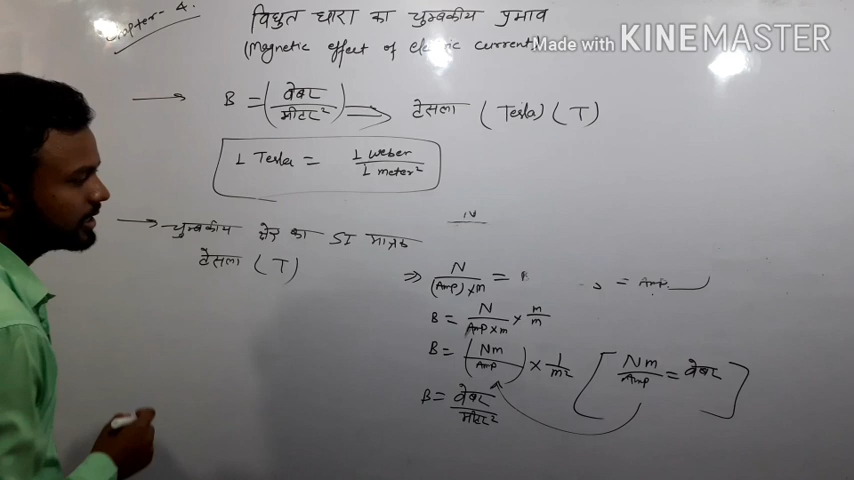 Chapter-4.
विधुत धारा का चुम्बकीय प्रभाव
(Magnetic effect of electric current)
Made with KINEMASTER
B = (वेबर / मीटर²) ⟹ टेसला (Tesla) (T)
1 Tesla = 1 weber / 1 meter²
चुम्बकीय क्षेत्र का SI मात्रक
टेसला (T)
⇒ N / (Amp) × m = B
= Amp.
B = N / Amp × m × m / m
B = (Nm / Amp) × 1 / m²
[ Nm / Amp = वेबर ]
B = वेबर / मीटर²